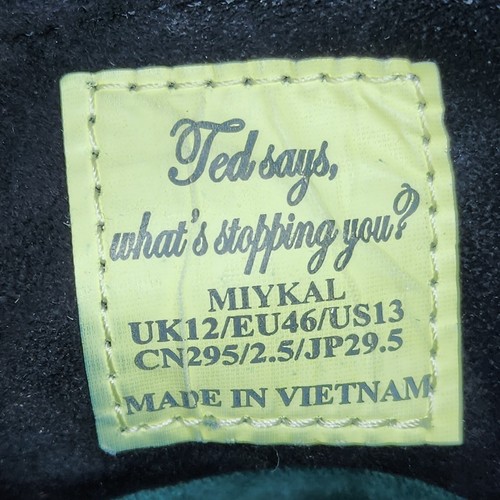 Ted says,
what's stopping you?
MIYKAL
UK12/EU46/US13
CN295/2.5/JP29.5
MADE IN VIETNAM